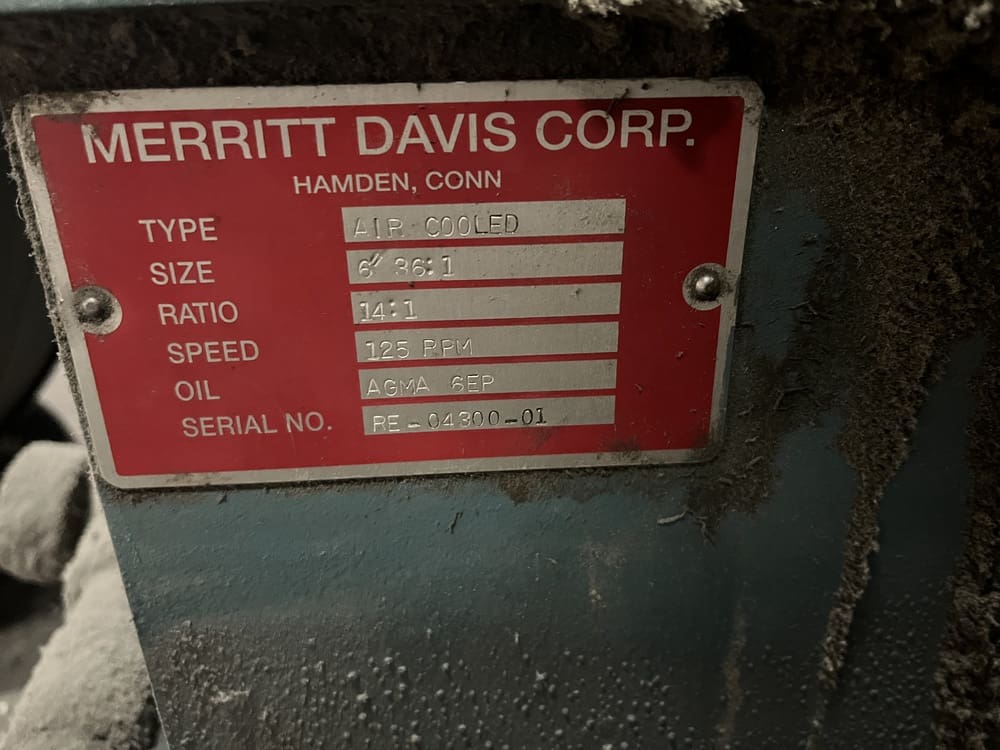 MERRITT DAVIS CORP.
HAMDEN, CONN
TYPE AIR COOLED
SIZE 6" 36:1
RATIO 14:1
SPEED 125 RPM
OIL AGMA 6EP
SERIAL NO. RE-04300-01